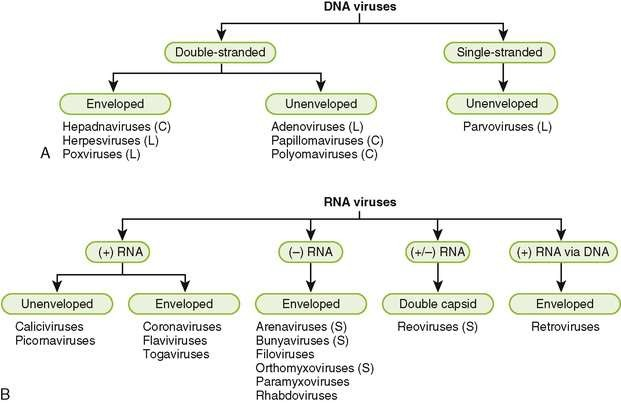 DNA viruses
Double-stranded
Single-stranded
Enveloped
Unenveloped
Unenveloped
Hepadnaviruses (C)
Herpesviruses (L)
Poxviruses (L)
Adenoviruses (L)
Papillomaviruses (C)
Polyomaviruses (C)
Parvoviruses (L)
A
RNA viruses
(+) RNA
(–) RNA
(+/–) RNA
(+) RNA via DNA
Unenveloped
Enveloped
Enveloped
Double capsid
Enveloped
Caliciviruses
Picornaviruses
Coronaviruses
Flaviviruses
Togaviruses
Arenaviruses (S)
Bunyaviruses (S)
Filoviruses
Orthomyxoviruses (S)
Paramyxoviruses
Rhabdoviruses
Reoviruses (S)
Retroviruses
B